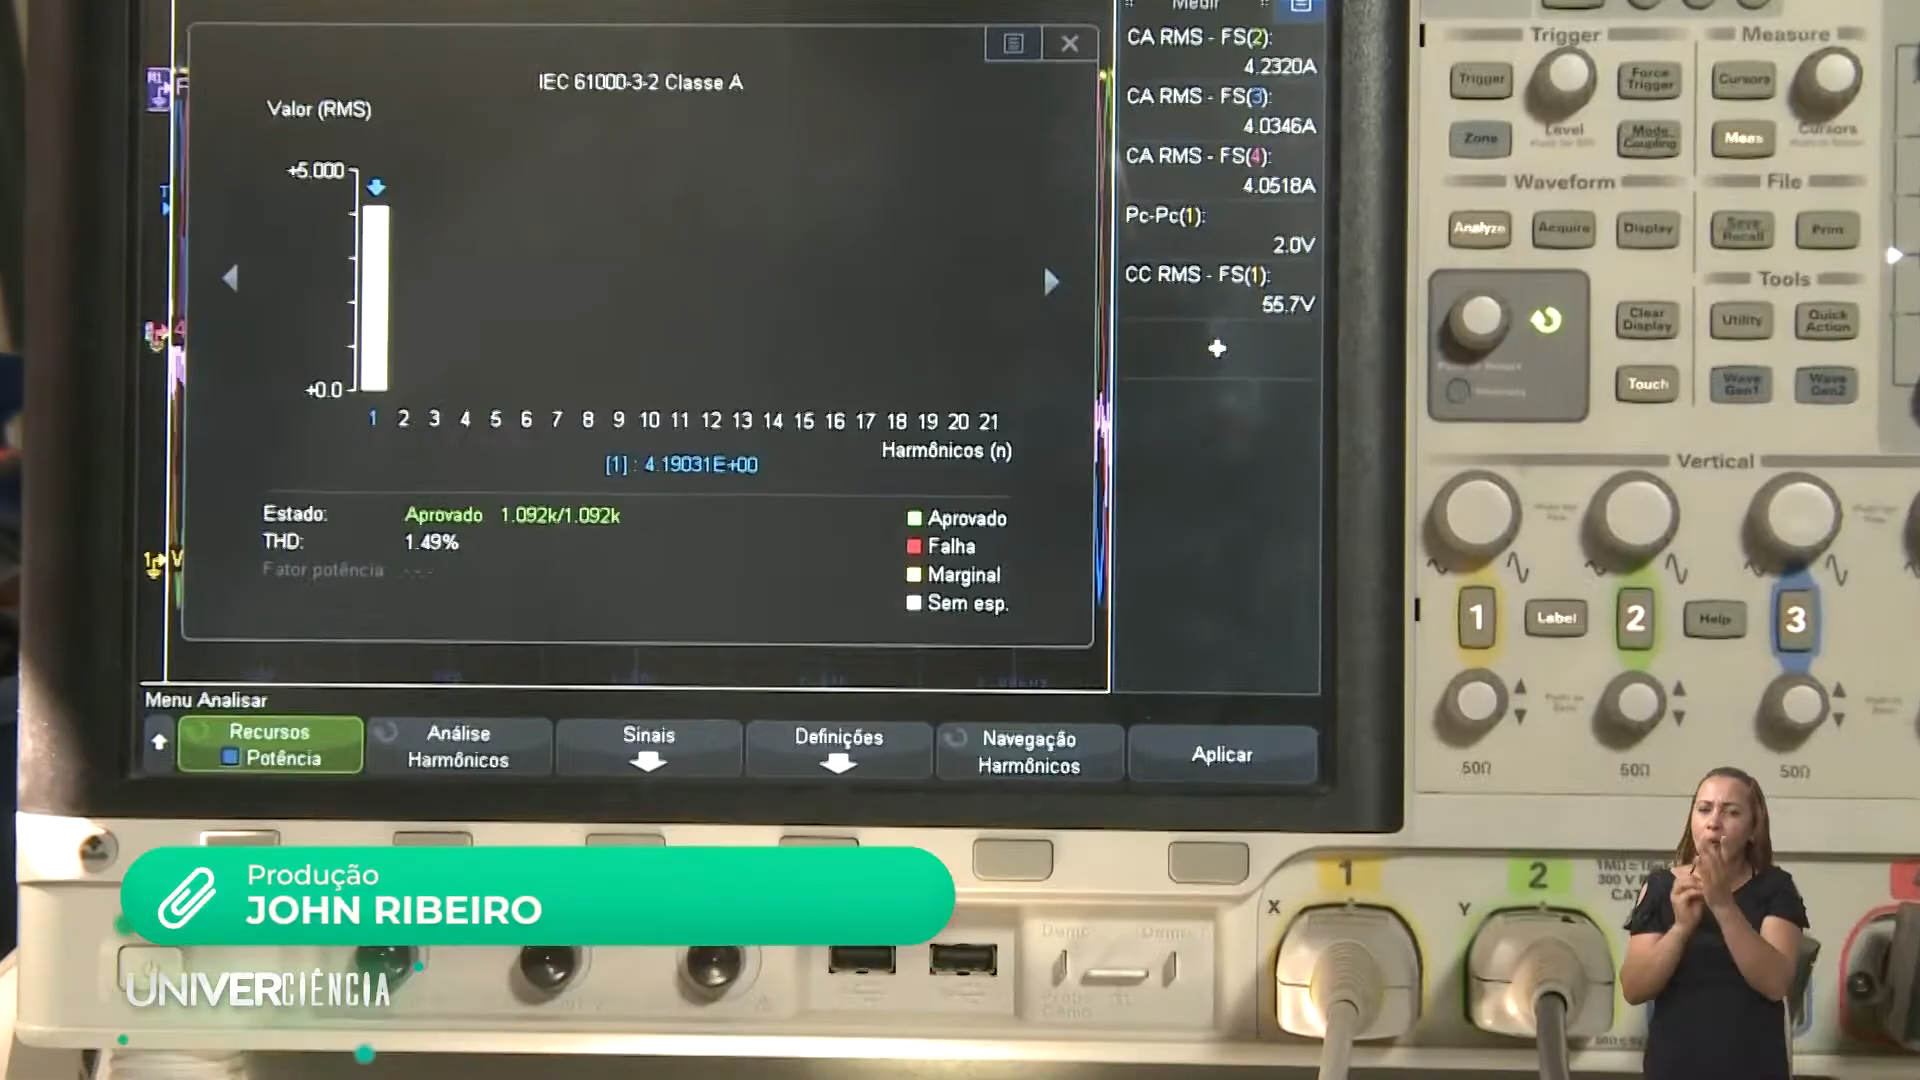 Medir
CA RMS - FS(2):
4.2320A
CA RMS - FS(3):
4.0346A
CA RMS - FS(4):
4.0518A
Pc-Pc(1):
2.0V
CC RMS - FS(1):
55.7V
IEC 61000-3-2 Classe A
Valor (RMS)
+5.000
+0.0
1 2 3 4 5 6 7 8 9 10 11 12 13 14 15 16 17 18 19 20 21
Harmônicos (n)
[1] : 4.19031E+00
Estado: Aprovado 1.092k/1.092k
THD: 1.49%
Fator potência ---
Aprovado
Falha
Marginal
Sem esp.
Menu Analisar
Recursos
Potência
Análise
Harmônicos
Sinais
Definições
Navegação
Harmônicos
Aplicar
Trigger
Measure
Trigger
Force
Trigger
Cursors
Level
Cursors
Zone
Mode
Coupling
Meas
Waveform
File
Analyze
Acquire
Display
Save
Recall
Print
Tools
Clear
Display
Utility
Quick
Action
Touch
Wave
Gen1
Wave
Gen2
Vertical
1
Label
2
Help
3
50Ω
50Ω
50Ω
X
1
Y
2
Produção
JOHN RIBEIRO
UNIVERCIÊNCIA